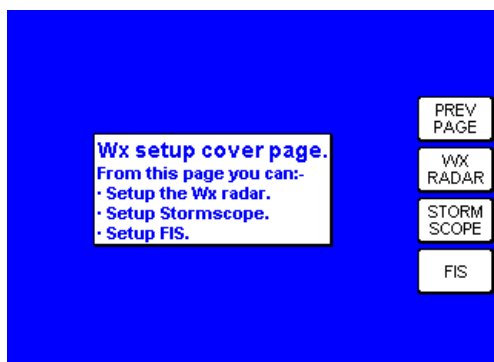 Wx setup cover page.
From this page you can:-
· Setup the Wx radar.
· Setup Stormscope.
· Setup FIS.
PREV
PAGE
WX
RADAR
STORM
SCOPE
FIS